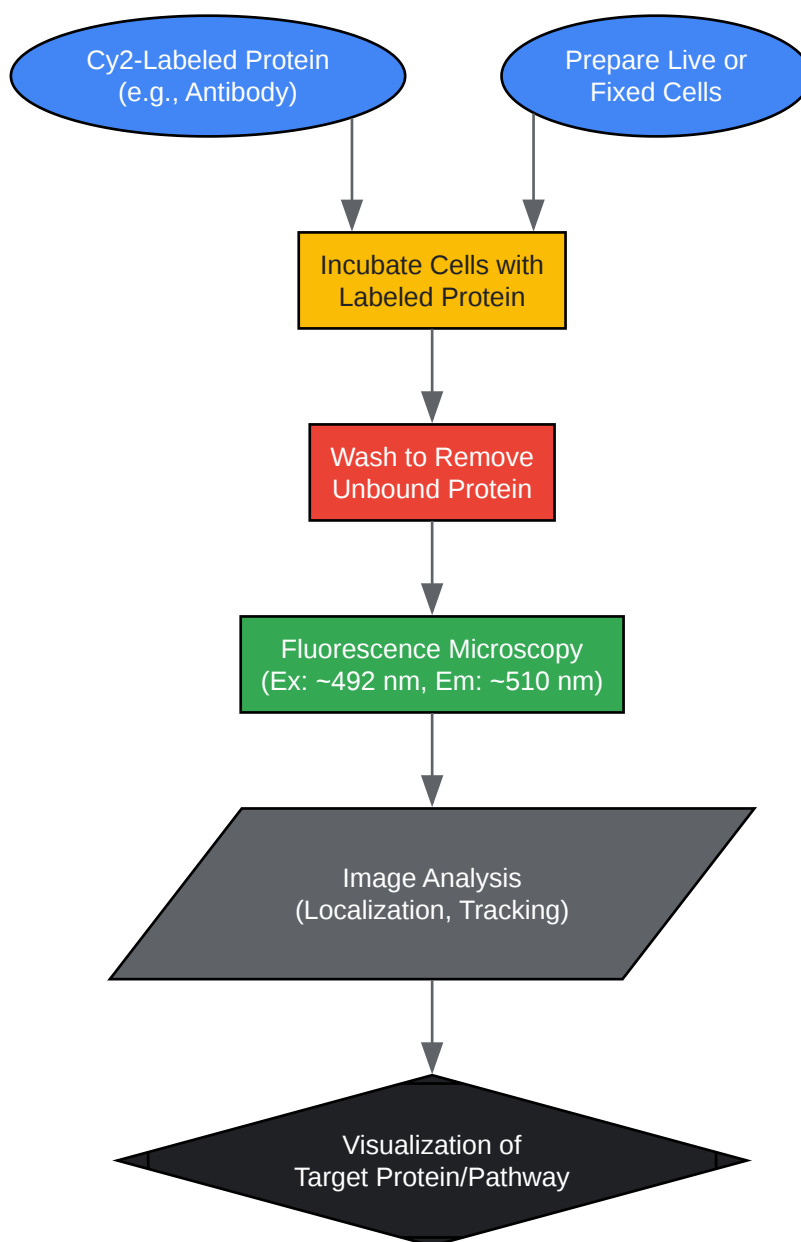 Cy2-Labeled Protein
(e.g., Antibody)
Prepare Live or
Fixed Cells
Incubate Cells with
Labeled Protein
Wash to Remove
Unbound Protein
Fluorescence Microscopy
(Ex: ~492 nm, Em: ~510 nm)
Image Analysis
(Localization, Tracking)
Visualization of
Target Protein/Pathway